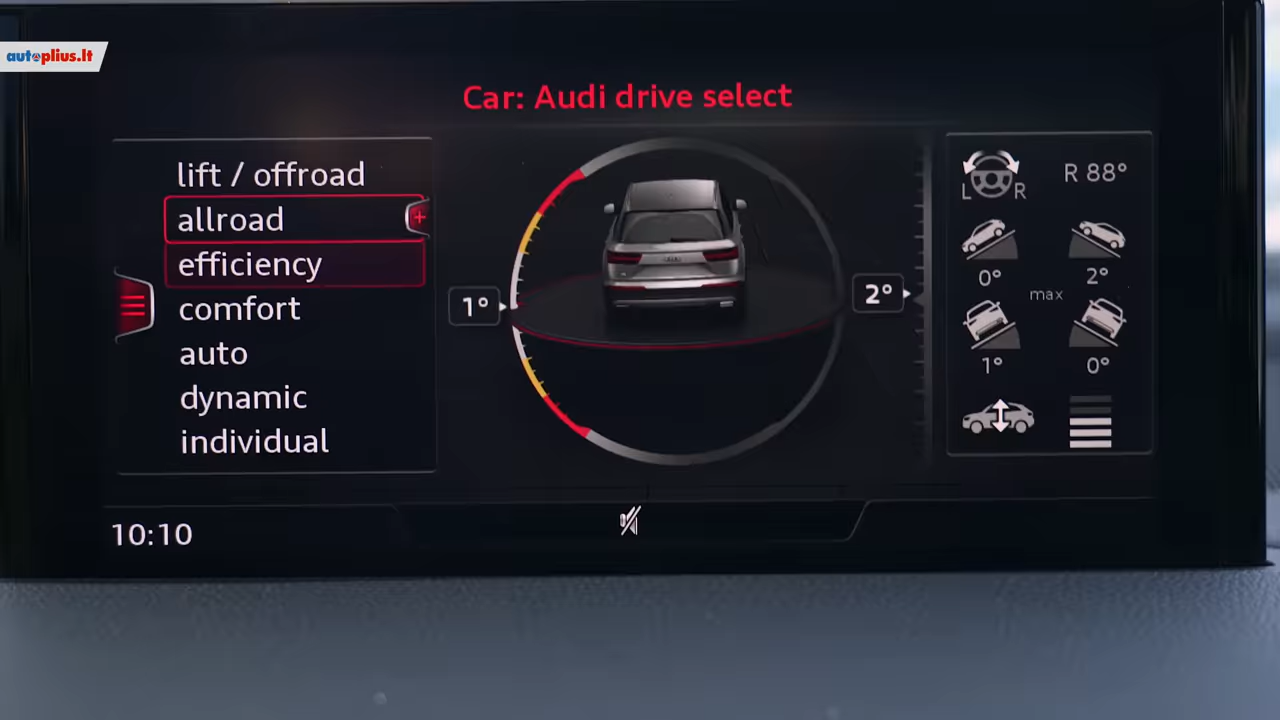 autoplius.lt
Car: Audi drive select
lift / offroad
allroad
efficiency
comfort
auto
dynamic
individual
1°
2°
L R
R 88°
0°
2°
max
1°
0°
10:10